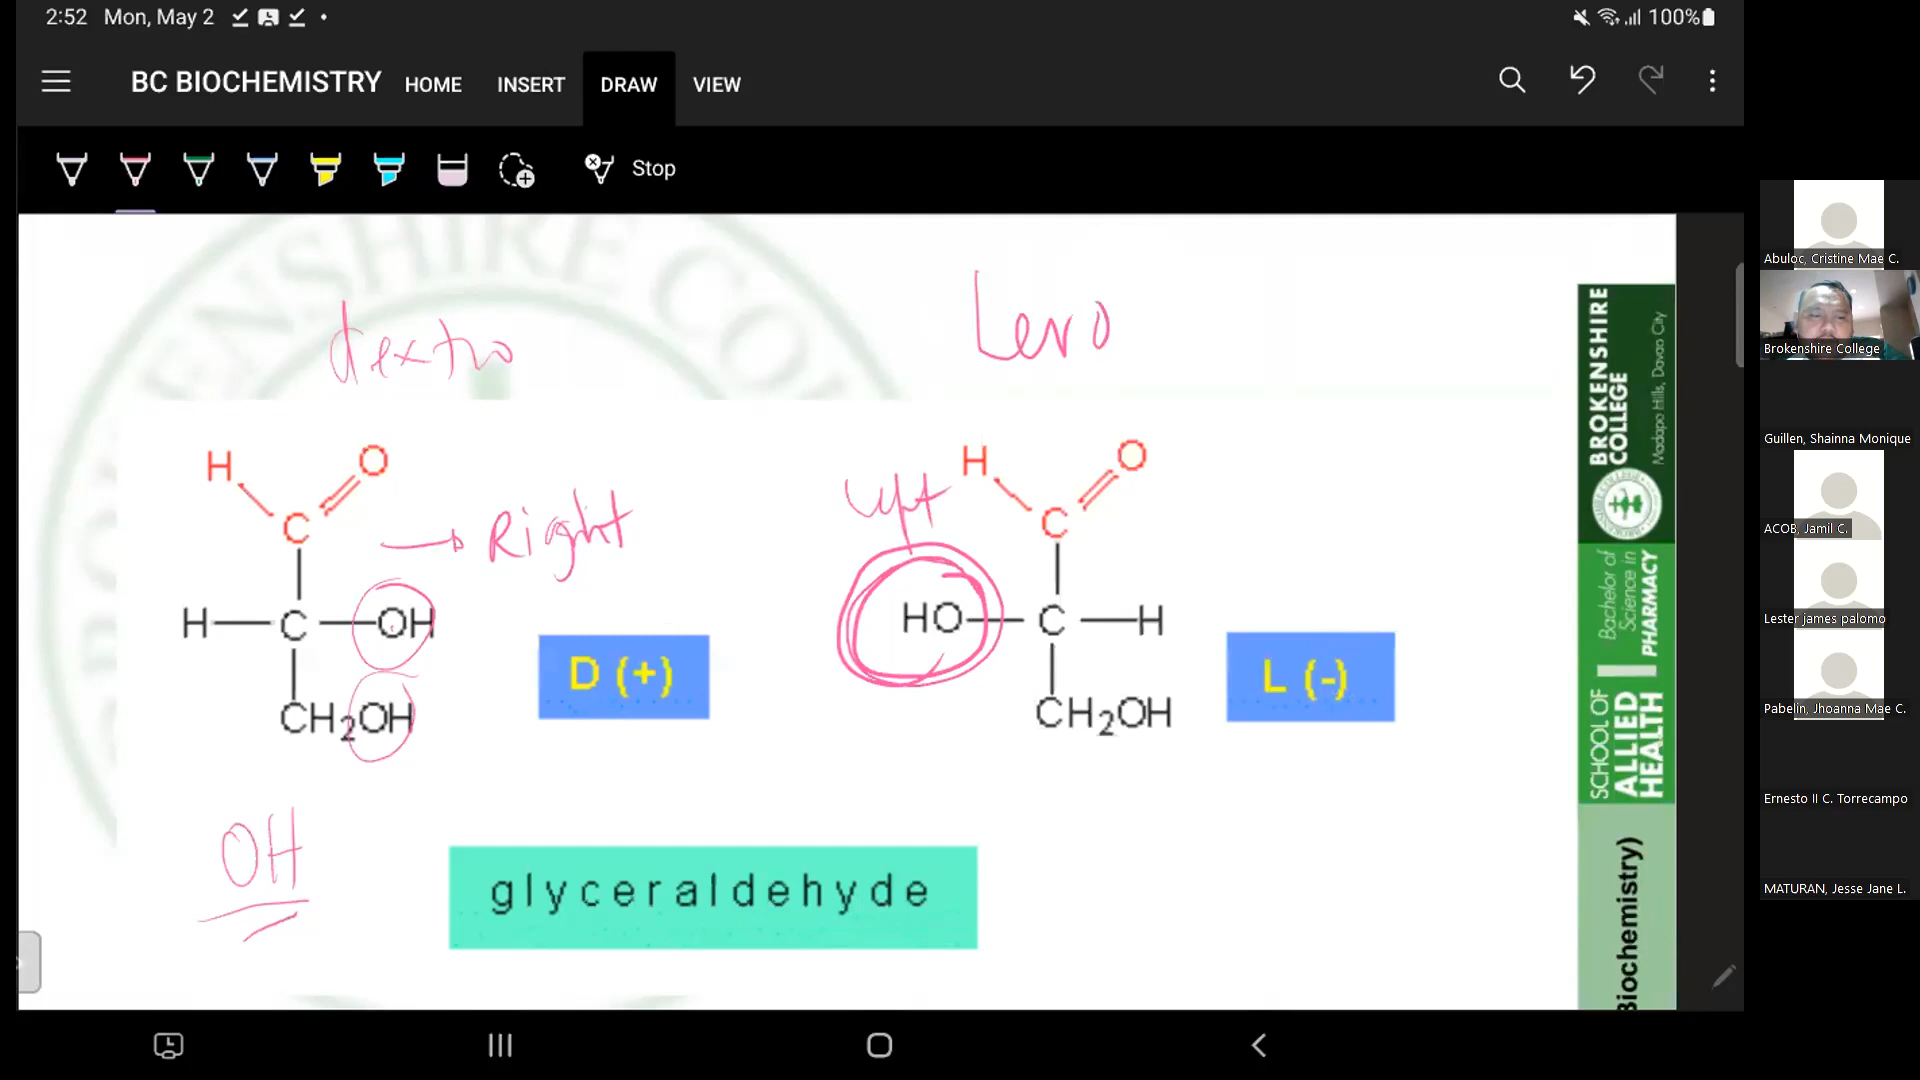 2:52 Mon, May 2
100%
BC BIOCHEMISTRY
HOME
INSERT
DRAW
VIEW
Stop
dextro
Levo
H O
C
→ Right
H—C—OH
CH2OH
D (+)
left
H O
C
HO—C—H
CH2OH
L (-)
OH
glyceraldehyde
BROKENSHIRE
COLLEGE
Madapo Hills, Davao City
Bachelor of
Science in
PHARMACY
SCHOOL OF
ALLIED
HEALTH
Biochemistry)
Abuloc, Cristine Mae C.
Brokenshire College
Guillen, Shainna Monique
ACOB, Jamil C.
Lester james palomo
Pabelin, Jhoanna Mae C.
Ernesto II C. Torrecampo
MATURAN, Jesse Jane L.